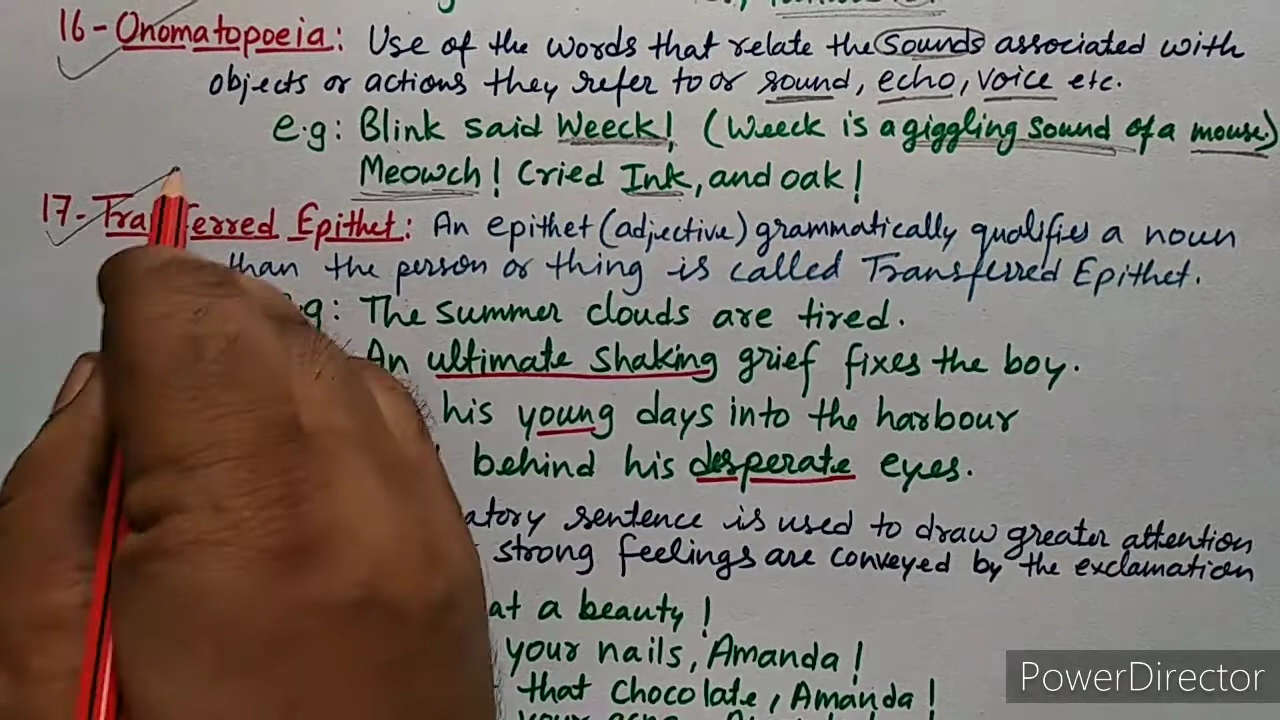 16- Onomatopoeia: Use of the words that relate the sounds associated with
objects or actions they refer to or sound, echo, voice etc.
e.g: Blink said Weeck! (Weeck is a giggling sound of a mouse)
Meowch! Cried Ink, and oak!
17- Transferred Epithet: An epithet (adjective) grammatically qualifies a noun
than the person or thing is called Transferred Epithet.
g: The summer clouds are tired.
An ultimate shaking grief fixes the boy.
his young days into the harbour
behind his desperate eyes.
atory sentence is used to draw greater attention
strong feelings are conveyed by the exclamation
at a beauty!
your nails, Amanda!
that chocolate, Amanda!
your acne,
PowerDirector